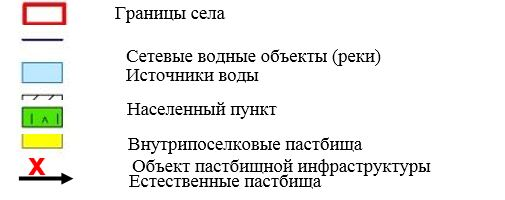 Границы села
Сетевые водные объекты (реки)
Источники воды
Населенный пункт
Внутрипоселковые пастбища
Объект пастбищной инфраструктуры
Естественные пастбища